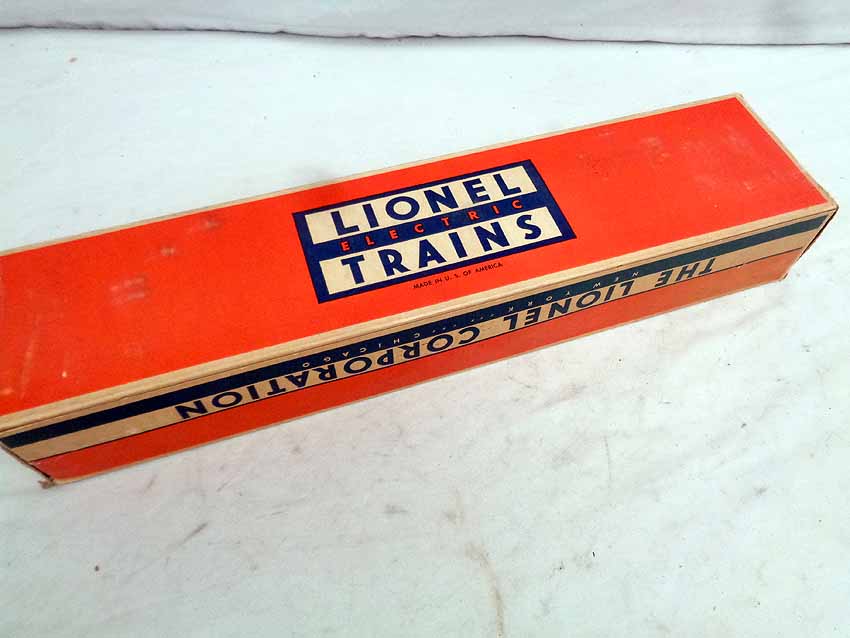 LIONEL
ELECTRIC
TRAINS
MADE IN U. S. OF AMERICA
THE LIONEL CORPORATION
NEW YORK · · · · CHICAGO